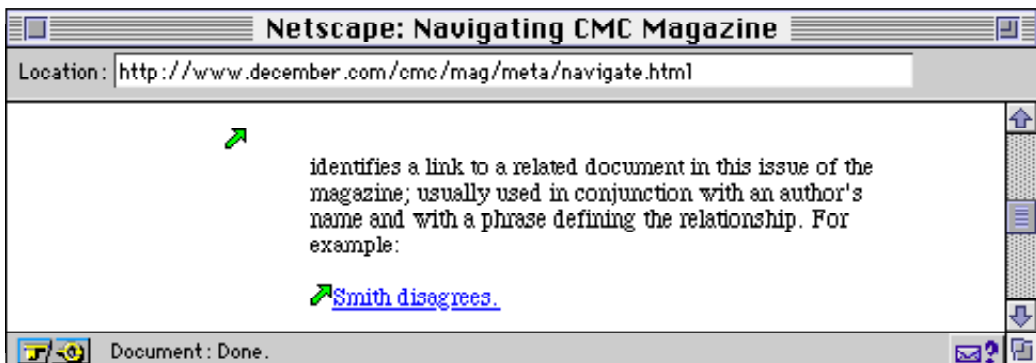 Netscape: Navigating CMC Magazine
Location: http://www.december.com/cmc/mag/meta/navigate.html
identifies a link to a related document in this issue of the
magazine; usually used in conjunction with an author's
name and with a phrase defining the relationship. For
example:
Smith disagrees.
Document: Done.
?